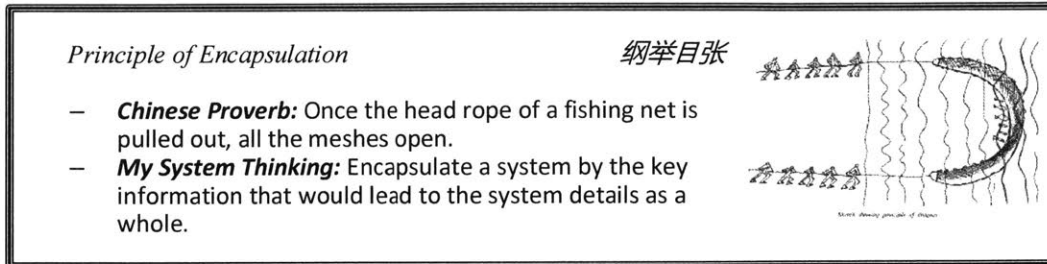 Principle of Encapsulation 纲举目张
– Chinese Proverb: Once the head rope of a fishing net is
pulled out, all the meshes open.
– My System Thinking: Encapsulate a system by the key
information that would lead to the system details as a
whole.